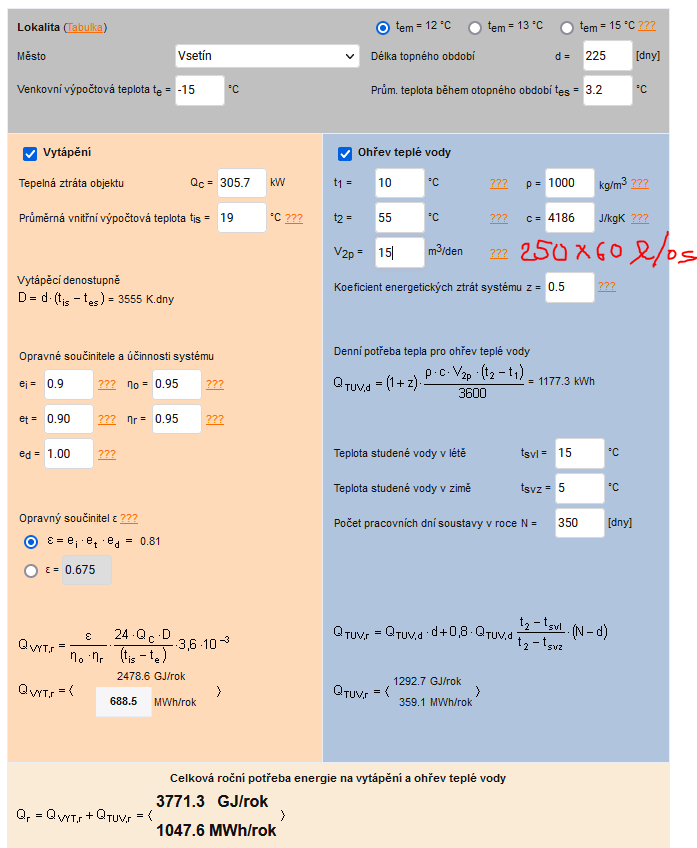 Lokalita (Tabulka)
tem = 12 °C tem = 13 °C tem = 15 °C ???
Město Vsetín
Délka topného období d = 225 [dny]
Venkovní výpočtová teplota te = -15 °C
Prům. teplota během otopného období tes = 3.2 °C
Vytápění
Tepelná ztráta objektu Qc = 305.7 kW
Průměrná vnitřní výpočtová teplota tis = 19 °C ???
Vytápěcí denostupně
D = d·(tis − tes) = 3555 K.dny
Opravné součinitele a účinnosti systému
ei = 0.9 ??? ηo = 0.95 ???
et = 0.90 ??? ηr = 0.95 ???
ed = 1.00 ???
Opravný součinitel ε ???
ε = ei · et · ed = 0.81
ε = 0.675
QVYT,r = ε / (ηo · ηr) · 24 · Qc · D / (tis − te) · 3,6 · 10⁻³
2478.6 GJ/rok
QVYT,r = ⟨ ⟩
688.5 MWh/rok
Ohřev teplé vody
t1 = 10 °C ??? ρ = 1000 kg/m3 ???
t2 = 55 °C ??? c = 4186 J/kgK ???
V2p = 15 m3/den ??? 250 x 60 l/os
Koeficient energetických ztrát systému z = 0.5 ???
Denní potřeba tepla pro ohřev teplé vody
QTUV,d = (1+z) · ρ · c · V2p · (t2 − t1) / 3600 = 1177.3 kWh
Teplota studené vody v létě tsvl = 15 °C
Teplota studené vody v zimě tsvz = 5 °C
Počet pracovních dní soustavy v roce N = 350 [dny]
QTUV,r = QTUV,d · d + 0,8 · QTUV,d · (t2 − tsvl) / (t2 − tsvz) · (N − d)
1292.7 GJ/rok
QTUV,r = ⟨ ⟩
359.1 MWh/rok
Celková roční potřeba energie na vytápění a ohřev teplé vody
3771.3 GJ/rok
Qr = QVYT,r + QTUV,r = ⟨ ⟩
1047.6 MWh/rok